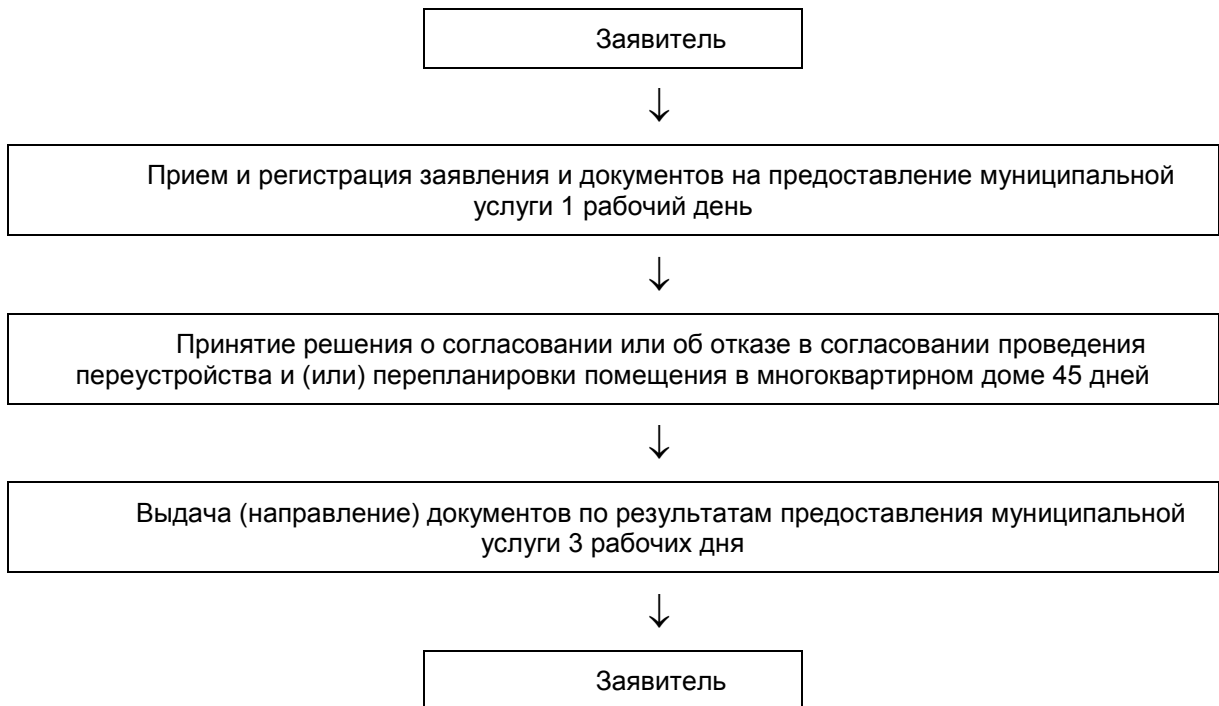 Заявитель
↓
Прием и регистрация заявления и документов на предоставление муниципальной
услуги 1 рабочий день
↓
Принятие решения о согласовании или об отказе в согласовании проведения
переустройства и (или) перепланировки помещения в многоквартирном доме 45 дней
↓
Выдача (направление) документов по результатам предоставления муниципальной
услуги 3 рабочих дня
↓
Заявитель